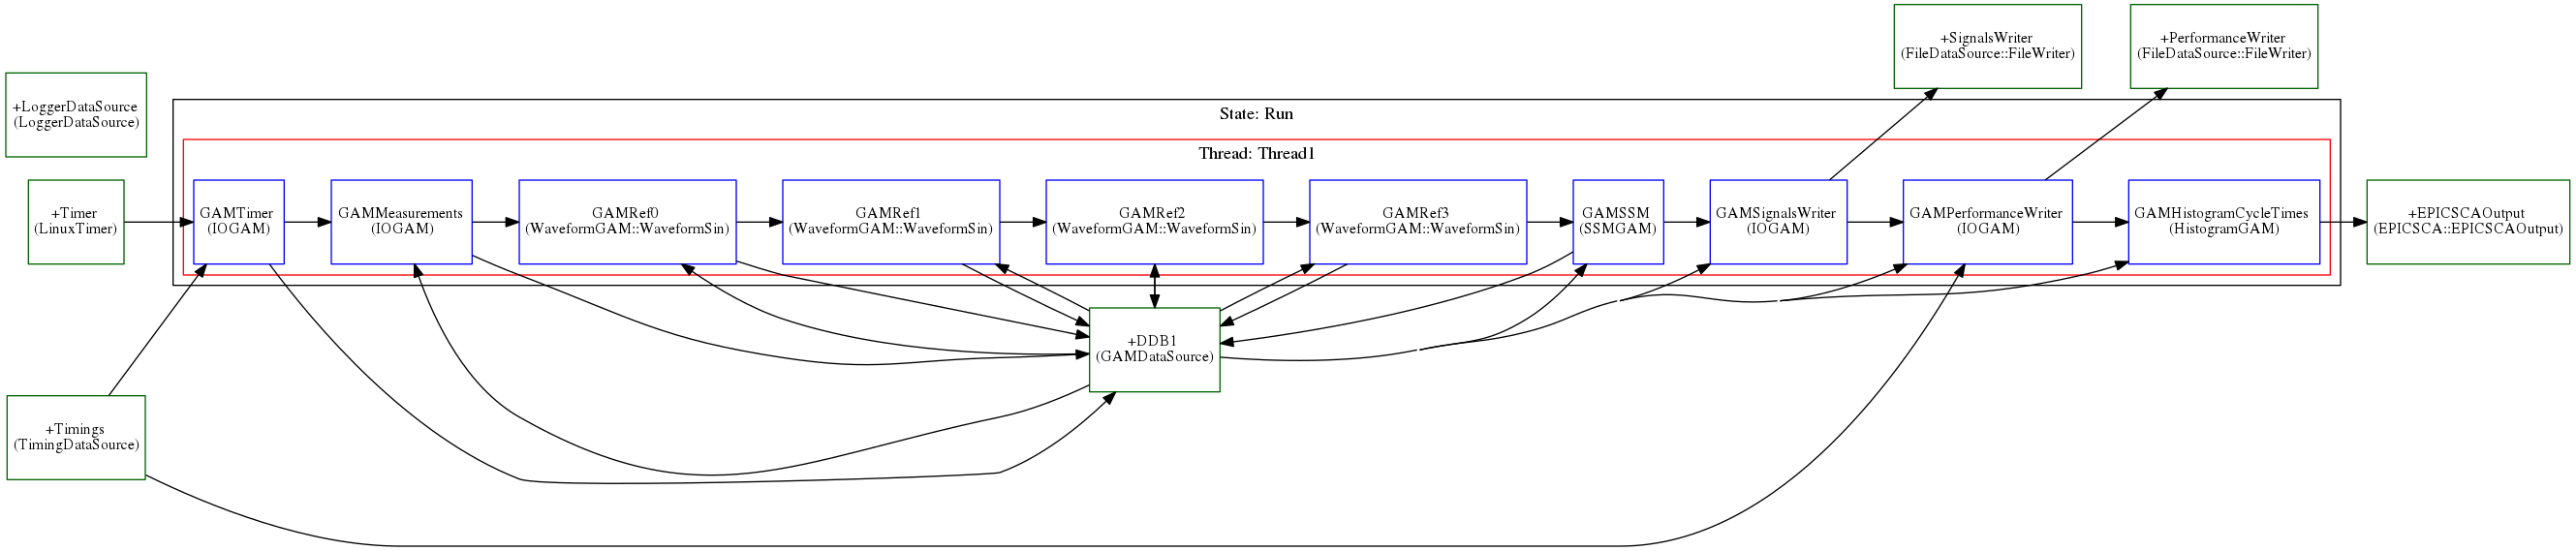 +SignalsWriter
(FileDataSource::FileWriter)
+PerformanceWriter
(FileDataSource::FileWriter)
+LoggerDataSource
(LoggerDataSource)
State: Run
Thread: Thread1
+Timer
(LinuxTimer)
GAMTimer
(IOGAM)
GAMMeasurements
(IOGAM)
GAMRef0
(WaveformGAM::WaveformSin)
GAMRef1
(WaveformGAM::WaveformSin)
GAMRef2
(WaveformGAM::WaveformSin)
GAMRef3
(WaveformGAM::WaveformSin)
GAMSSM
(SSMGAM)
GAMSignalsWriter
(IOGAM)
GAMPerformanceWriter
(IOGAM)
GAMHistogramCycleTimes
(HistogramGAM)
+EPICSCAOutput
(EPICSCA::EPICSCAOutput)
+DDB1
(GAMDataSource)
+Timings
(TimingDataSource)